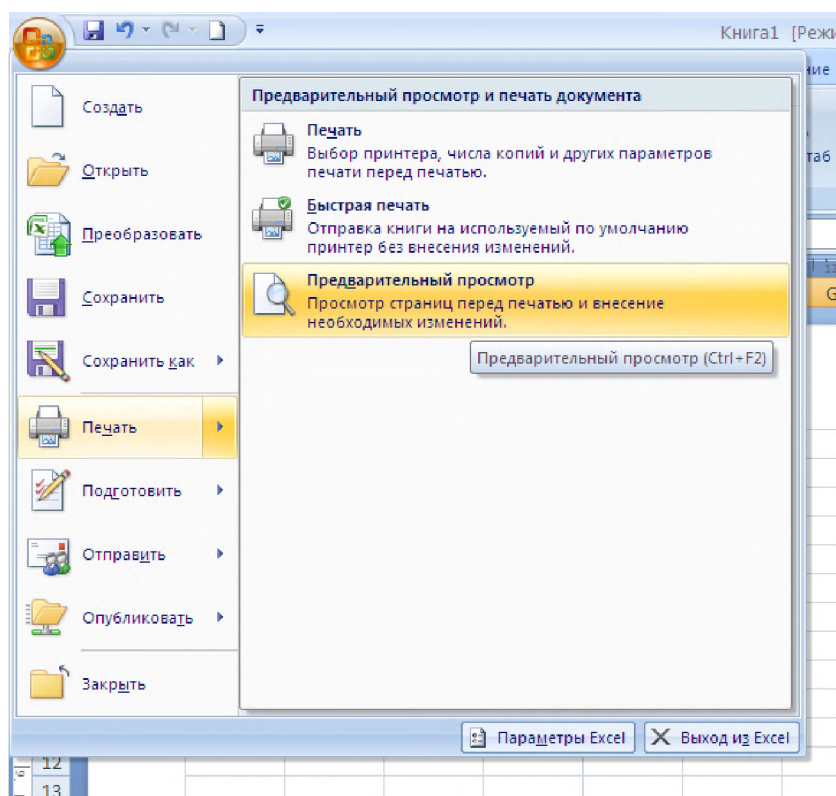 Книга1 [Режи
ние
Создать
Открыть
Преобразовать
Сохранить
Сохранить как
Печать
Подготовить
Отправить
Опубликовать
Закрыть
Предварительный просмотр и печать документа
Печать
Выбор принтера, числа копий и других параметров
печати перед печатью.
Быстрая печать
Отправка книги на используемый по умолчанию
принтер без внесения изменений.
Предварительный просмотр
Просмотр страниц перед печатью и внесение
необходимых изменений.
Предварительный просмотр (Ctrl+F2)
таб
12
G
Параметры Excel
Выход из Excel
12
13